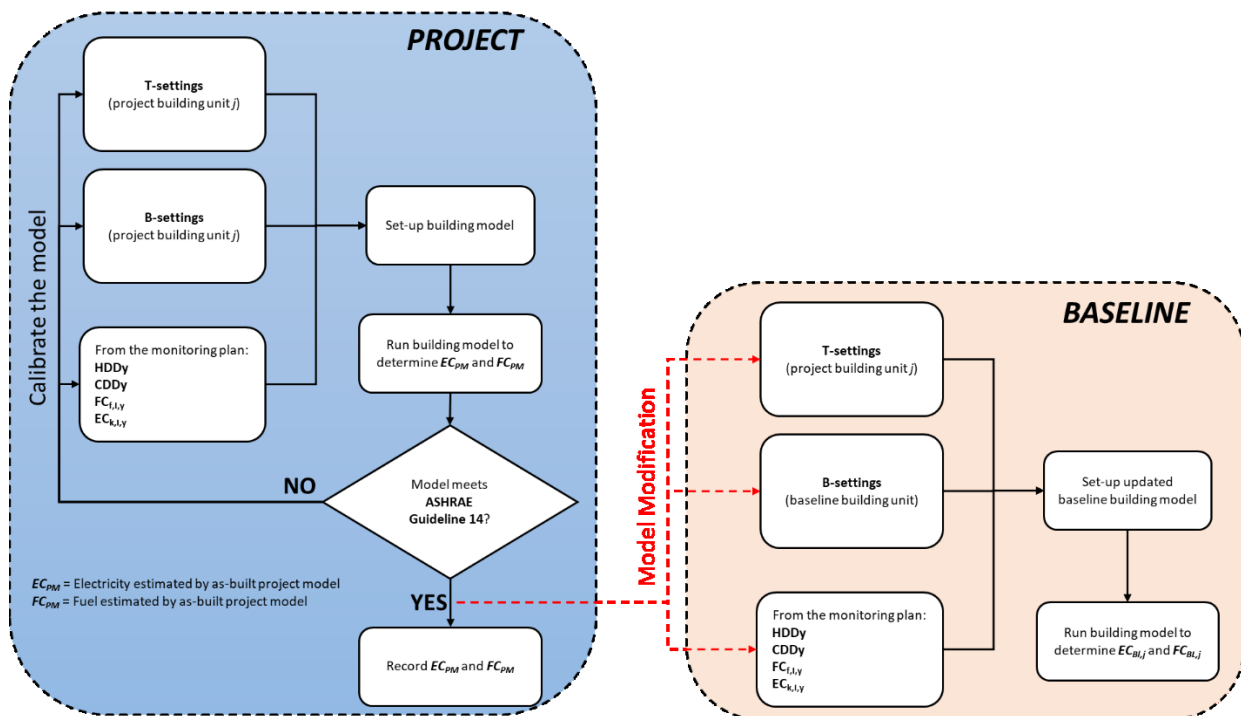 PROJECT
T-settings
(project building unit j)
B-settings
(project building unit j)
Set-up building model
Calibrate the model
From the monitoring plan:
HDDy
CDDy
FCf,I,y
ECk,I,y
Run building model to
determine ECPM and FCPM
NO
Model meets
ASHRAE
Guideline 14?
ECPM = Electricity estimated by as-built project model
FCPM = Fuel estimated by as-built project model
YES
Record ECPM and FCPM
Model Modification
BASELINE
T-settings
(project building unit j)
B-settings
(baseline building unit)
Set-up updated
baseline building model
From the monitoring plan:
HDDy
CDDy
FCf,I,y
ECk,I,y
Run building model to
determine ECBl,j and FCBl,j